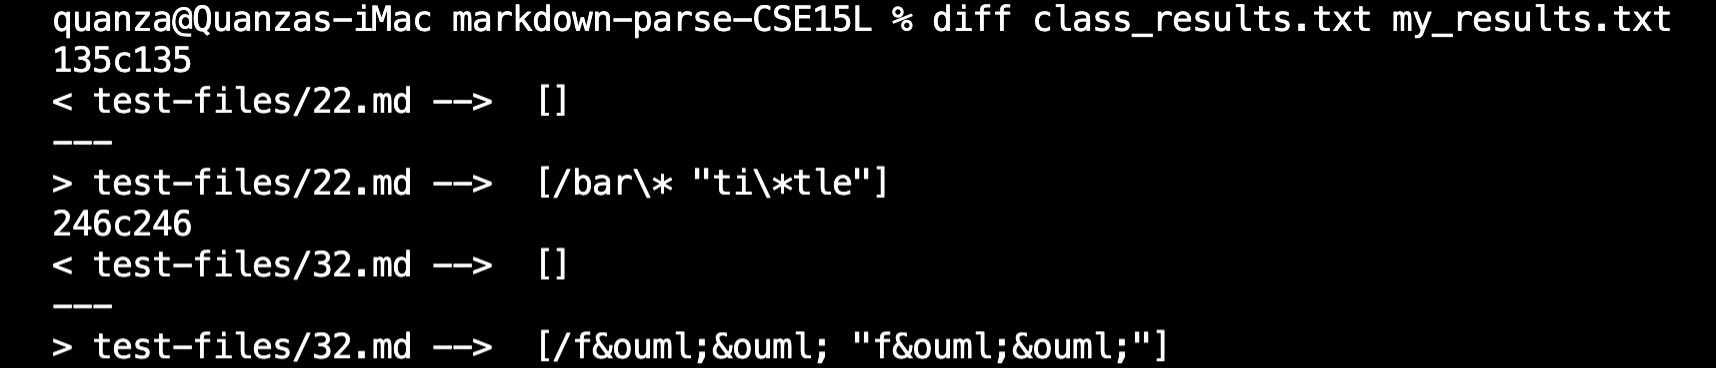 quanza@Quanzas-iMac markdown-parse-CSE15L % diff class_results.txt my_results.txt
135c135
< test-files/22.md -->  []
---
> test-files/22.md -->  [/bar\* "ti\*tle"]
246c246
< test-files/32.md -->  []
---
> test-files/32.md -->  [/f&ouml;&ouml; "f&ouml;&ouml;"]